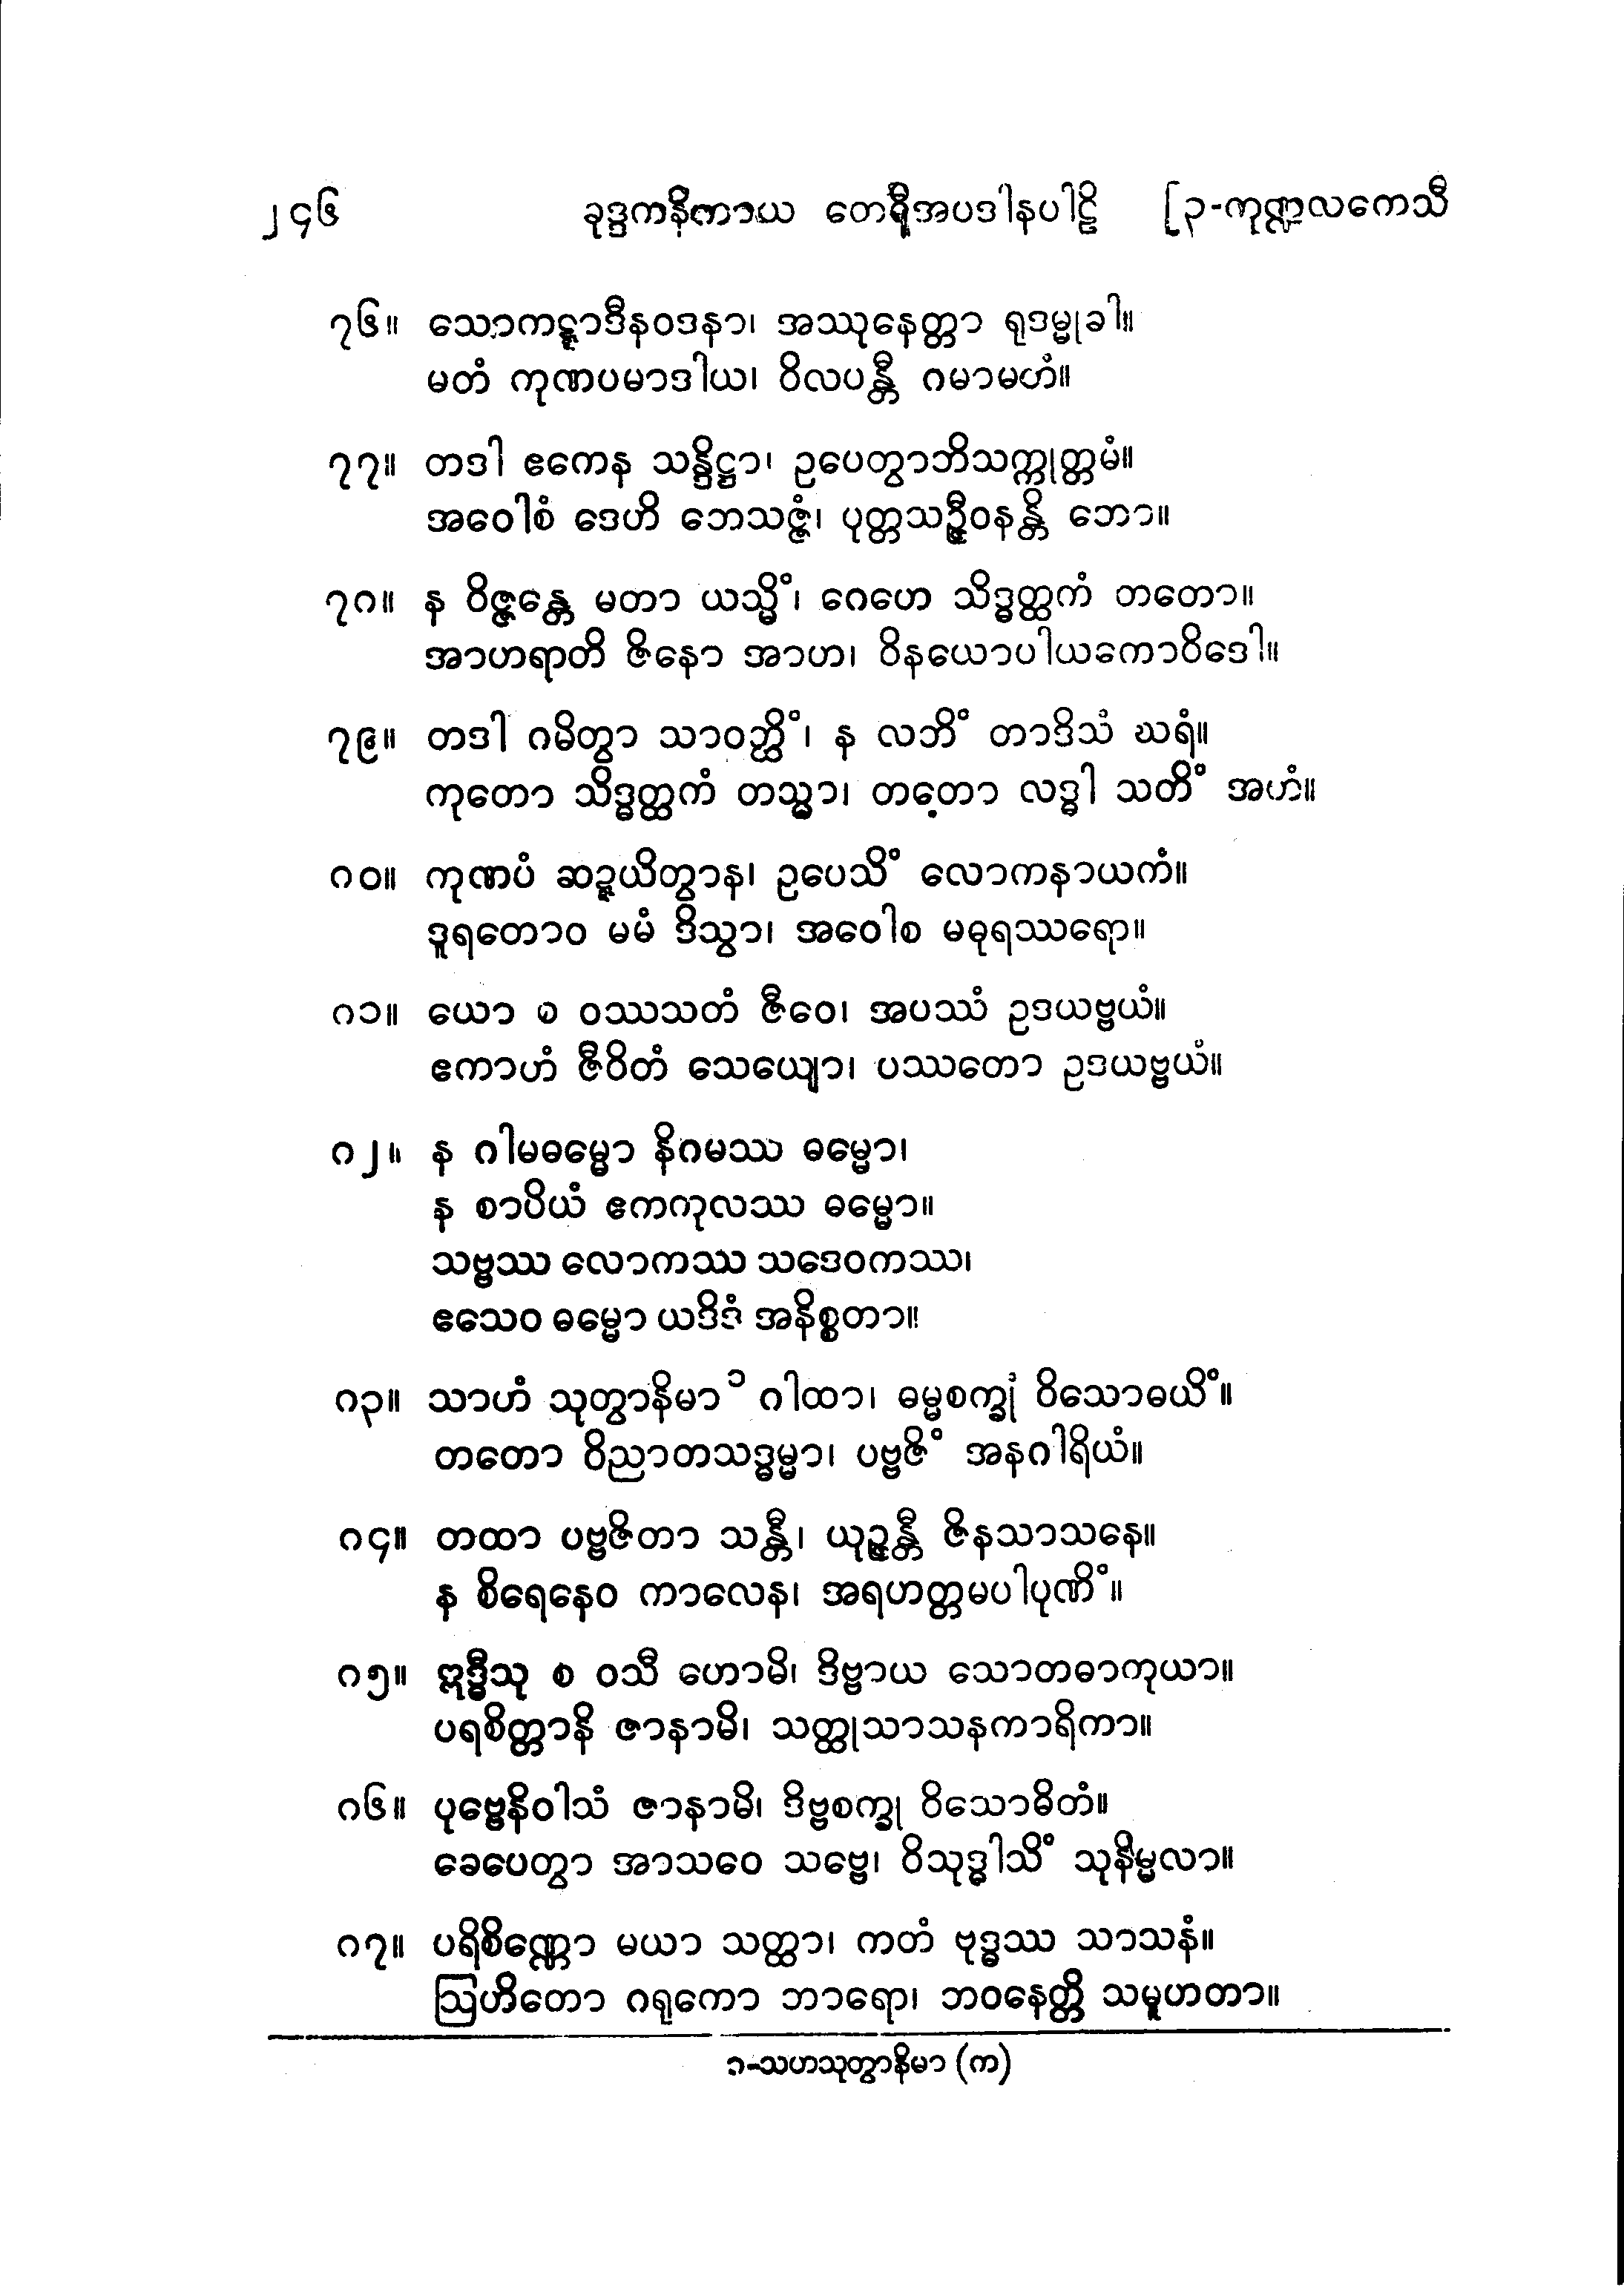 ၂၄၆ ခုဒ္ဒကနိကာယ ထေရီအပဒါနပါဠိ [၃-ကုဏ္ဍလကေသီ
၇၆။ သောကဋ္ဋာဒီနဝဒနာ၊ အဿုနေတ္တာ ရုဒမ္မုခါ။
မတံ ကုဏပမာဒါယ၊ ဝိလပန္တီ ဂမာမဟံ။
၇၇။ တဒါ ဧကေန သန္ဒိဋ္ဌာ၊ ဥပေတွာဘိသက္ကုတ္တမံ။
အဝေါစံ ဒေဟိ ဘေသဇ္ဇံ၊ ပုတ္တသဉ္ဇီဝနန္တိ ဘော။
၇၈။ န ဝိဇ္ဇန္တေ မတာ ယသ္မိံ၊ ဂေဟေ သိဒ္ဓတ္ထကံ တတော။
အာဟရာတိ ဇိနော အာဟ၊ ဝိနယောပါယကောဝိဒေါ။
၇၉။ တဒါ ဂမိတွာ သာဝတ္ထိံ၊ န လဘိံ တာဒိသံ ဃရံ။
ကုတော သိဒ္ဓတ္ထကံ တသ္မာ၊ တတော လဒ္ဓါ သတိံ အဟံ။
၈၀။ ကုဏပံ ဆဍ္ဍယိတွာန၊ ဥပေသိံ လောကနာယကံ။
ဒူရတောဝ မမံ ဒိသွာ၊ အဝေါစ မဓုရဿရော။
၈၁။ ယော စ ဝဿသတံ ဇီဝေ၊ အပဿံ ဥဒယဗ္ဗယံ။
ဧကာဟံ ဇီဝိတံ သေယျော၊ ပဿတော ဥဒယဗ္ဗယံ။
၈၂။ န ဂါမဓမ္မော နိဂမဿ ဓမ္မော၊
န စာပိယံ ဧကကုလဿ ဓမ္မော။
သဗ္ဗဿ လောကဿ သဒေဝကဿ၊
ဧသေဝ ဓမ္မော ယဒိဒံ အနိစ္စတာ။
၈၃။ သာဟံ သုတွာနိမာ ၁ ဂါထာ၊ ဓမ္မစက္ခုံ ဝိသောဓယိံ။
တတော ဝိညာတသဒ္ဓမ္မာ၊ ပဗ္ဗဇိံ အနဂါရိယံ။
၈၄။ တထာ ပဗ္ဗဇိတာ သန္တီ၊ ယုဉ္ဇန္တီ ဇိနသာသနေ။
န စိရေနေဝ ကာလေန၊ အရဟတ္တမပါပုဏိံ။
၈၅။ ဣဒ္ဓီသု စ ဝသီ ဟောမိ၊ ဒိဗ္ဗာယ သောတဓာတုယာ။
ပရစိတ္တာနိ ဇာနာမိ၊ သတ္ထုသာသနကာရိကာ။
၈၆။ ပုဗ္ဗေနိဝါသံ ဇာနာမိ၊ ဒိဗ္ဗစက္ခု ဝိသောဓိတံ။
ခေပေတွာ အာသဝေ သဗ္ဗေ၊ ဝိသုဒ္ဓါသိံ သုနိမ္မလာ။
၈၇။ ပရိစိဏ္ဏော မယာ သတ္ထာ၊ ကတံ ဗုဒ္ဓဿ သာသနံ။
ဩဟိတော ဂရုကော ဘာရော၊ ဘဝနေတ္တိ သမူဟတာ။
၁-သဟသုတွာနိမာ (က)